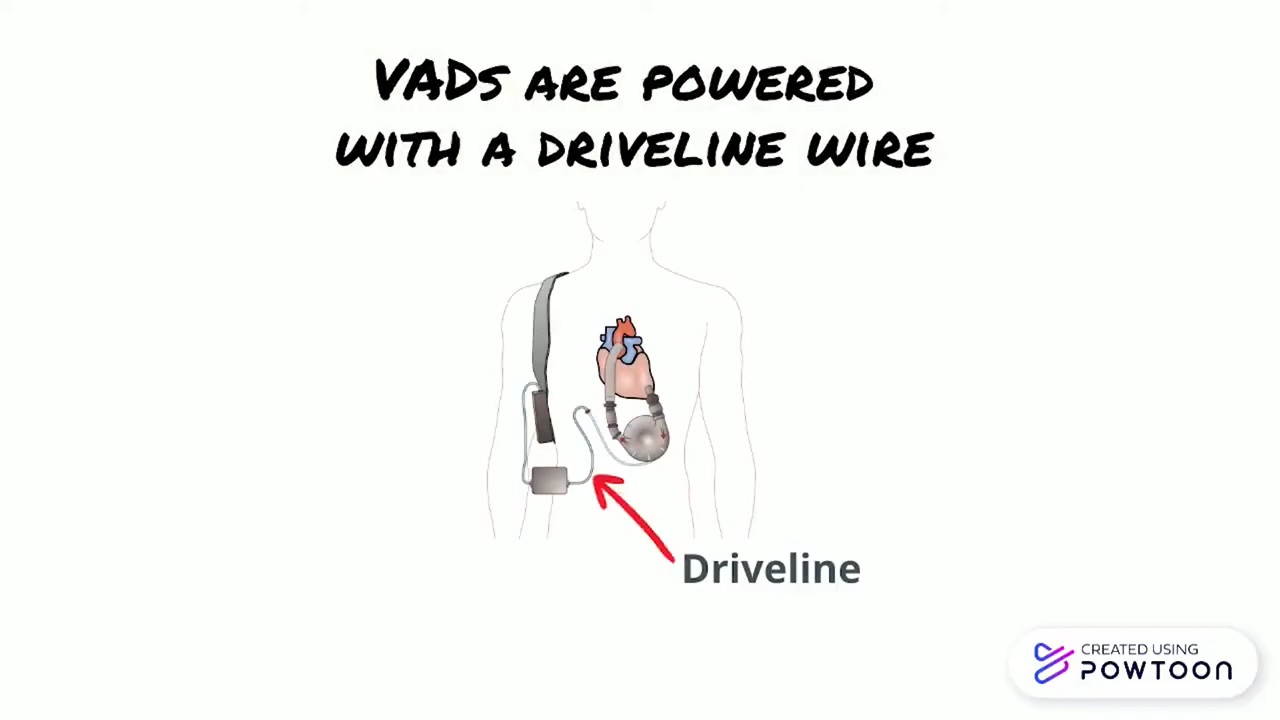 VADs ARE POWERED
WITH A DRIVELINE WIRE
Driveline
CREATED USING
POWTOON